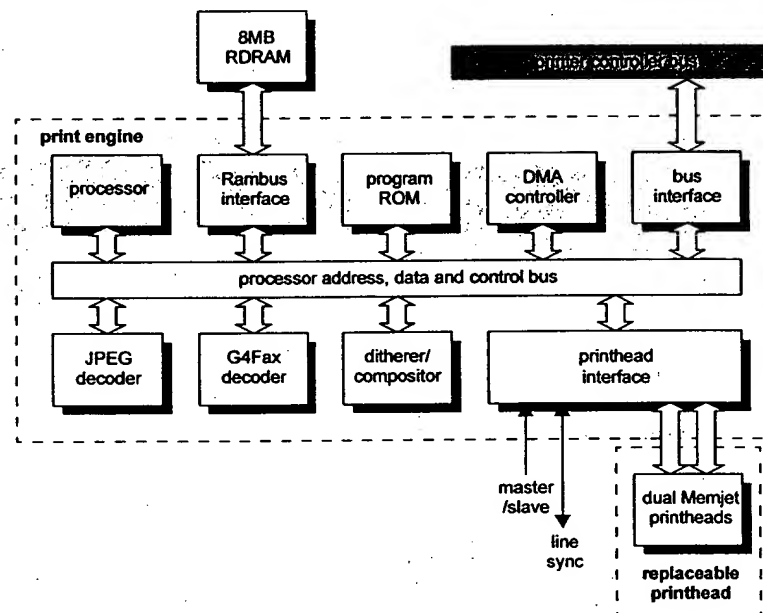 8MB
RDRAM
printer controller bus
print engine
processor
Rambus
interface
program
ROM
DMA
controller
bus
interface
processor address, data and control bus
JPEG
decoder
G4Fax
decoder
ditherer/
compositor
printhead
interface
master
/slave
line
sync
dual Memjet
printheads
replaceable
printhead